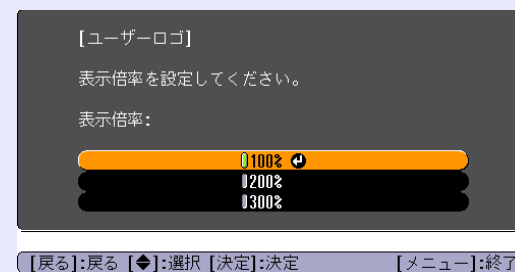 [ユーザーロゴ]
表示倍率を設定してください。
表示倍率:
100%
200%
300%
[戻る]:戻る [◆]:選択 [決定]:決定 [メニュー]:終了